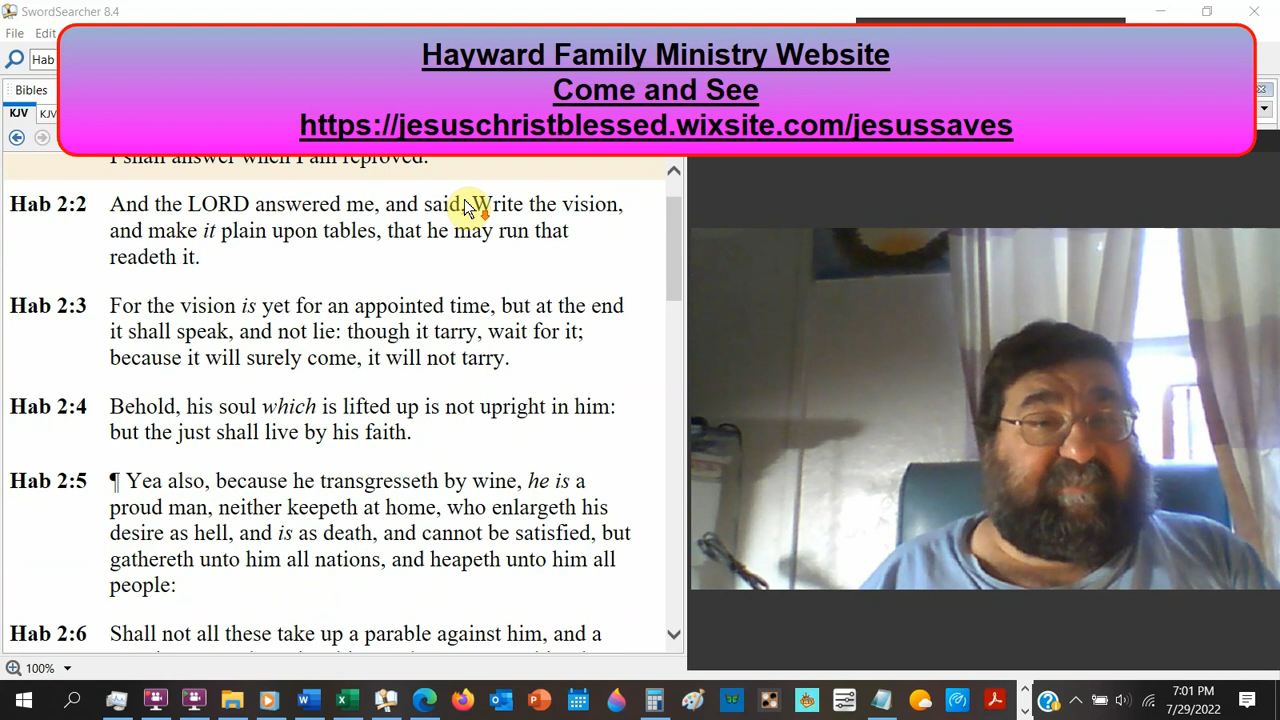 SwordSearcher 8.4
File Edit
Hayward Family Ministry Website
Come and See
https://jesuschristblessed.wixsite.com/jesussaves
Hab
Bibles
KJV KJV
I shall answer when I am reproved.
Hab 2:2 And the LORD answered me, and said, Write the vision,
and make it plain upon tables, that he may run that
readeth it.
Hab 2:3 For the vision is yet for an appointed time, but at the end
it shall speak, and not lie: though it tarry, wait for it;
because it will surely come, it will not tarry.
Hab 2:4 Behold, his soul which is lifted up is not upright in him:
but the just shall live by his faith.
Hab 2:5 ¶ Yea also, because he transgresseth by wine, he is a
proud man, neither keepeth at home, who enlargeth his
desire as hell, and is as death, and cannot be satisfied, but
gathereth unto him all nations, and heapeth unto him all
people:
Hab 2:6 Shall not all these take up a parable against him, and a
100%
7:01 PM
7/29/2022